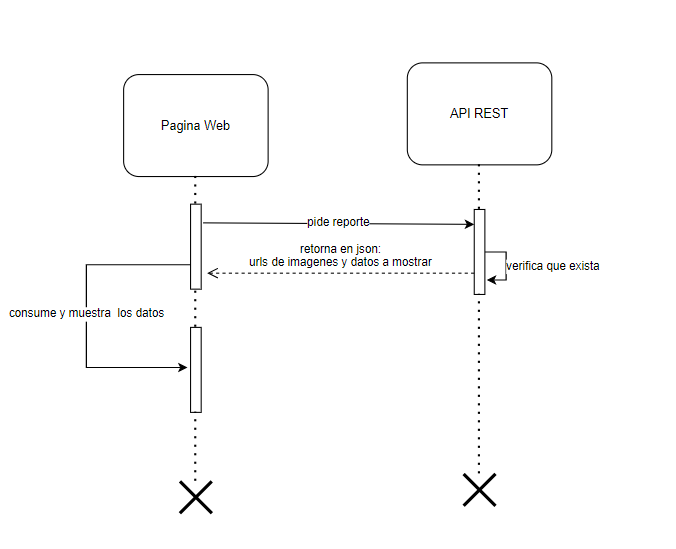 Pagina Web
API REST
pide reporte
retorna en json:
urls de imagenes y datos a mostrar
verifica que exista
consume y muestra  los datos